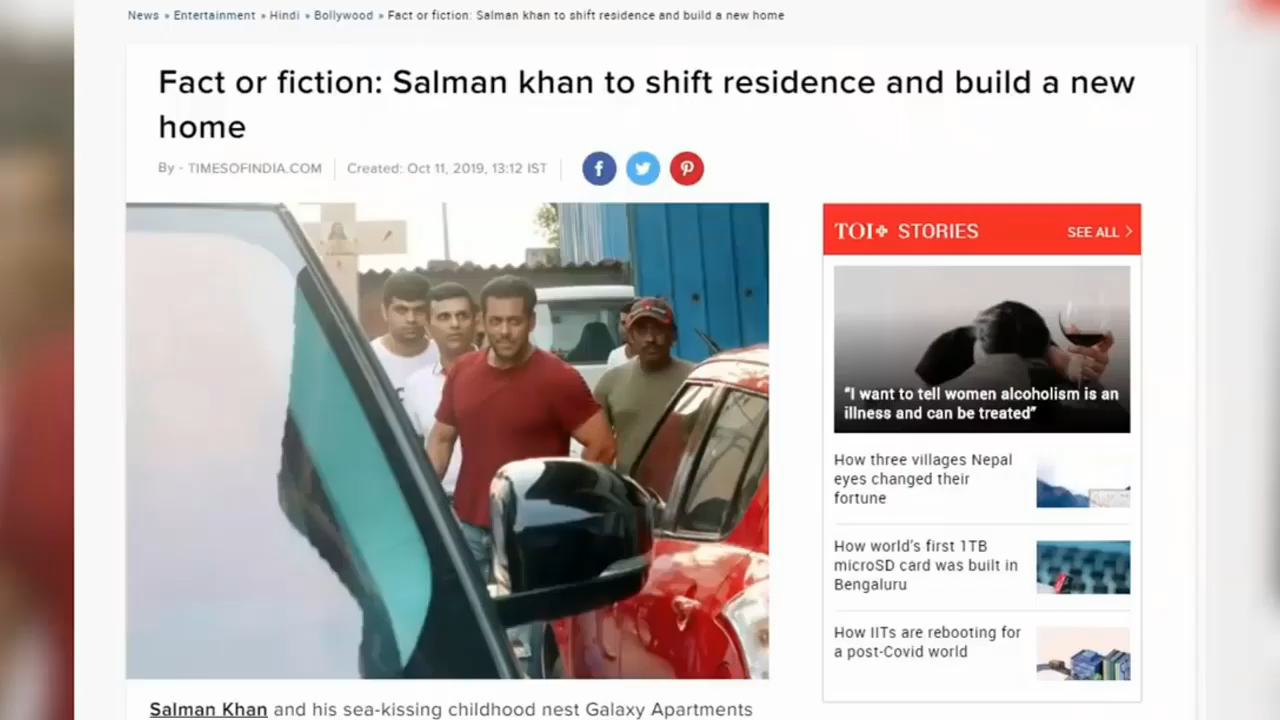 News » Entertainment » Hindi » Bollywood » Fact or fiction: Salman khan to shift residence and build a new home
Fact or fiction: Salman khan to shift residence and build a new
home
By - TIMESOFINDIA.COM
Created: Oct 11, 2019, 13:12 IST
TOI+ STORIES
SEE ALL >
"I want to tell women alcoholism is an
illness and can be treated"
How three villages Nepal
eyes changed their
fortune
How world's first 1TB
microSD card was built in
Bengaluru
How IITs are rebooting for
a post-Covid world
Salman Khan and his sea-kissing childhood nest Galaxy Apartments